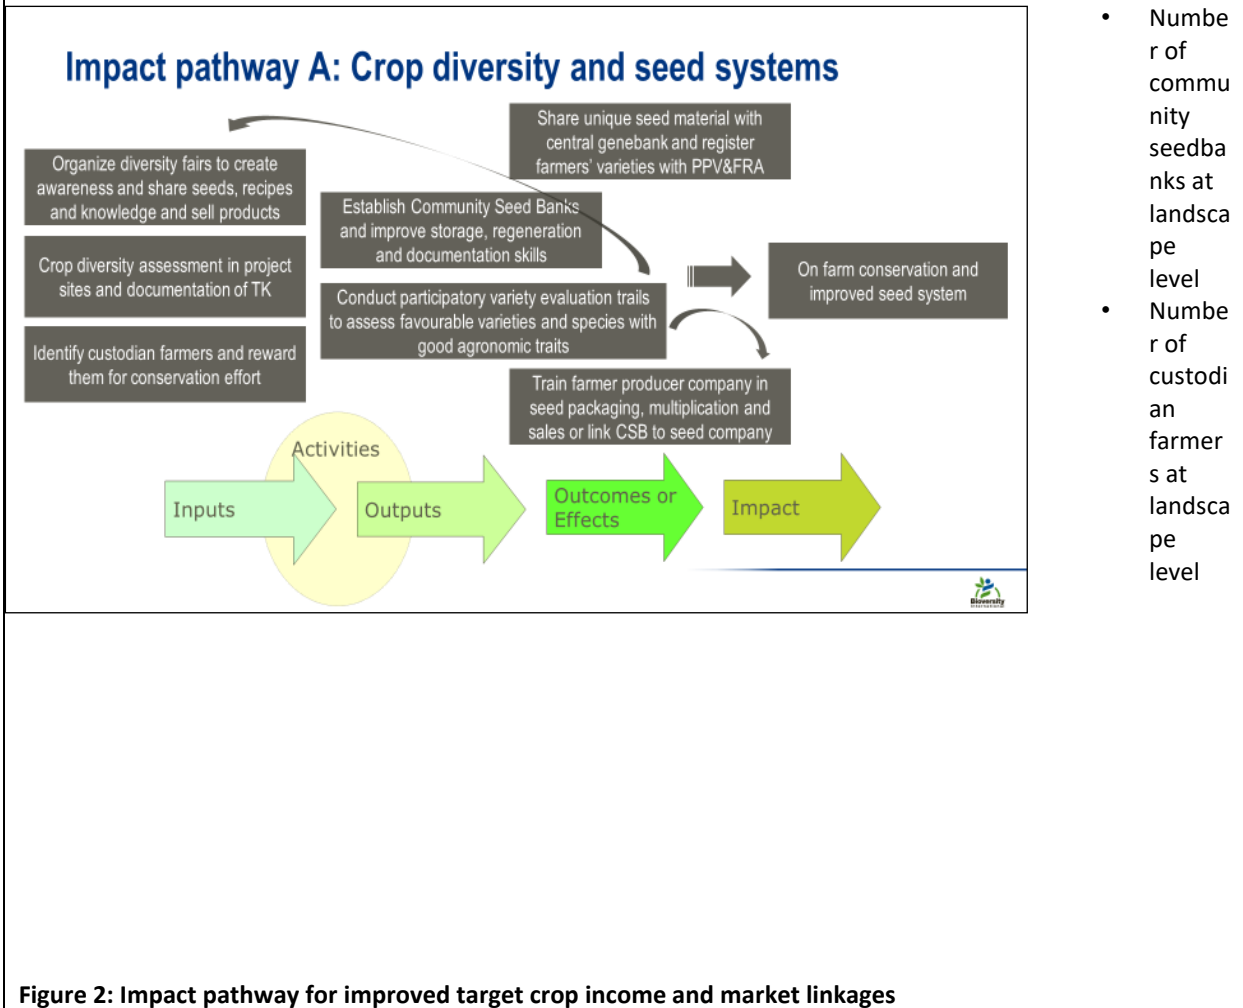 Impact pathway A: Crop diversity and seed systems
Share unique seed material with
central genebank and register
farmers' varieties with PPV&FRA
Organize diversity fairs to create
awareness and share seeds, recipes
and knowledge and sell products
Establish Community Seed Banks
and improve storage, regeneration
and documentation skills
Crop diversity assessment in project
sites and documentation of TK
On farm conservation and
improved seed system
Conduct participatory variety evaluation trails
to assess favourable varieties and species with
good agronomic traits
Identify custodian farmers and reward
them for conservation effort
Train farmer producer company in
seed packaging, multiplication and
sales or link CSB to seed company
Activities
Inputs
Outputs
Outcomes or
Effects
Impact
Bioversity
• Numbe
r of
commu
nity
seedba
nks at
landsca
pe
level
• Numbe
r of
custodi
an
farmer
s at
landsca
pe
level
Figure 2: Impact pathway for improved target crop income and market linkages